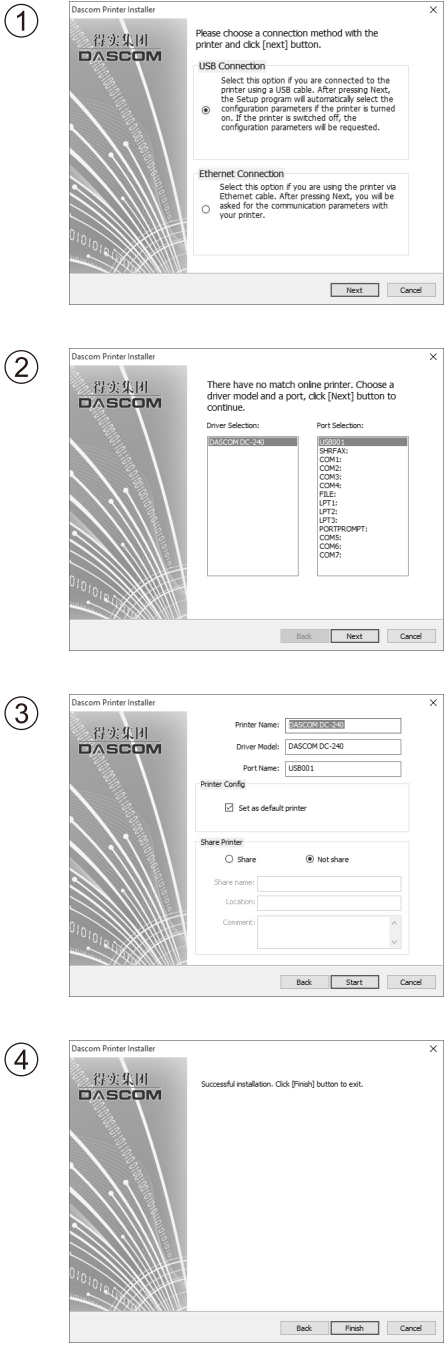 1
Dascom Printer Installer
得实集团
DASCOM
Please choose a connection method with the
printer and click [next] button.
USB Connection
Select this option if you are connected to the
printer using a USB cable. After pressing Next,
the Setup program will automatically select the
configuration parameters if the printer is turned
on. If the printer is switched off, the
configuration parameters will be requested.
Ethernet Connection
Select this option if you are using the printer via
Ethernet cable. After pressing Next, you will be
asked for the communication parameters with
your printer.
Next Cancel
2
Dascom Printer Installer
得实集团
DASCOM
There have no match online printer. Choose a
driver model and a port, click [Next] button to
continue.
Driver Selection: Port Selection:
DASCOM DC-240 USB001
SHRFAX:
COM1:
COM2:
COM3:
COM4:
FILE:
LPT1:
LPT2:
LPT3:
PORTPROMPT:
COM5:
COM6:
COM7:
Back Next Cancel
3
Dascom Printer Installer
得实集团
DASCOM
Printer Name: DASCOM DC-240
Driver Model: DASCOM DC-240
Port Name: USB001
Printer Config
Set as default printer
Share Printer
Share Not share
Share name:
Location:
Comment:
Back Start Cancel
4
Dascom Printer Installer
得实集团
DASCOM
Successful installation. Click [Finish] button to exit.
Back Finish Cancel